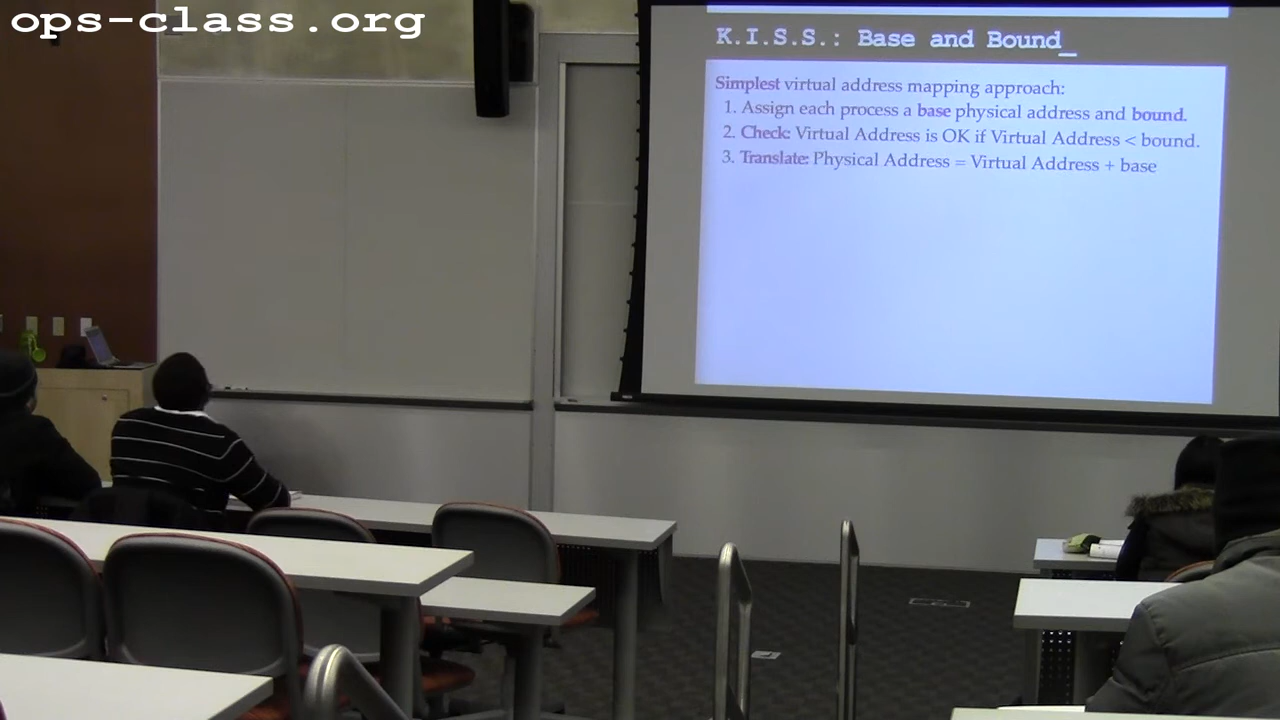 ops-class.org
K.I.S.S.: Base and Bound_
Simplest virtual address mapping approach:
1. Assign each process a base physical address and bound.
2. Check: Virtual Address is OK if Virtual Address < bound.
3. Translate: Physical Address = Virtual Address + base